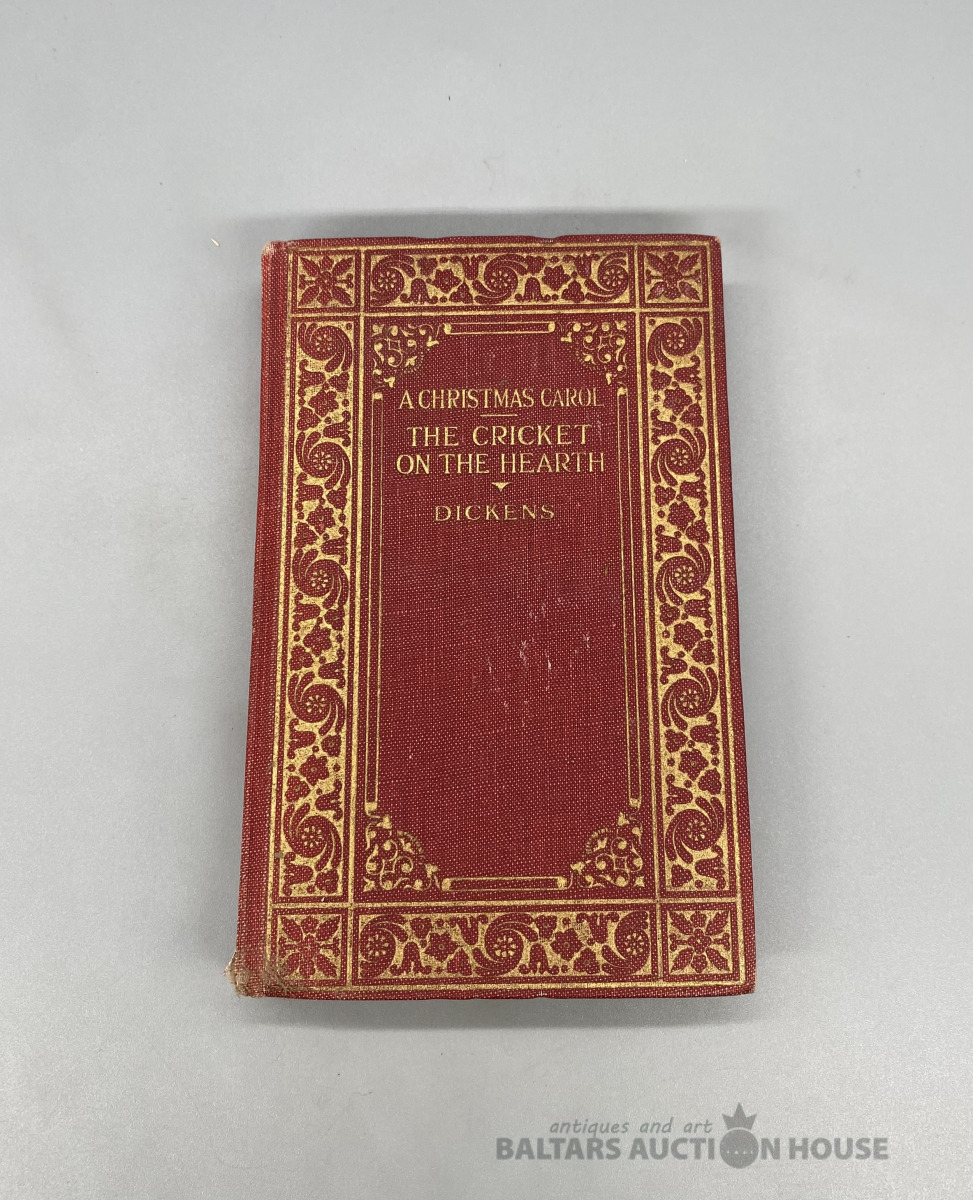 A CHRISTMAS CAROL
THE CRICKET
ON THE HEARTH
DICKENS
antiques and art
BALTARS AUCTION HOUSE